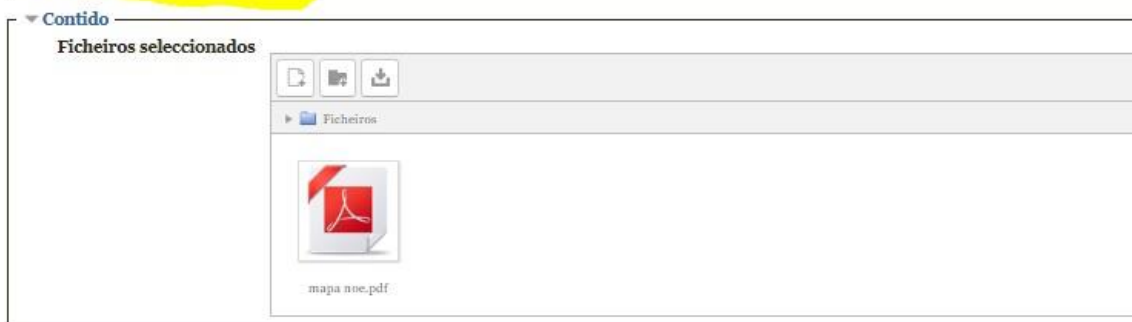 Contido
Ficheiros seleccionados
Ficheiros
mapa noe.pdf